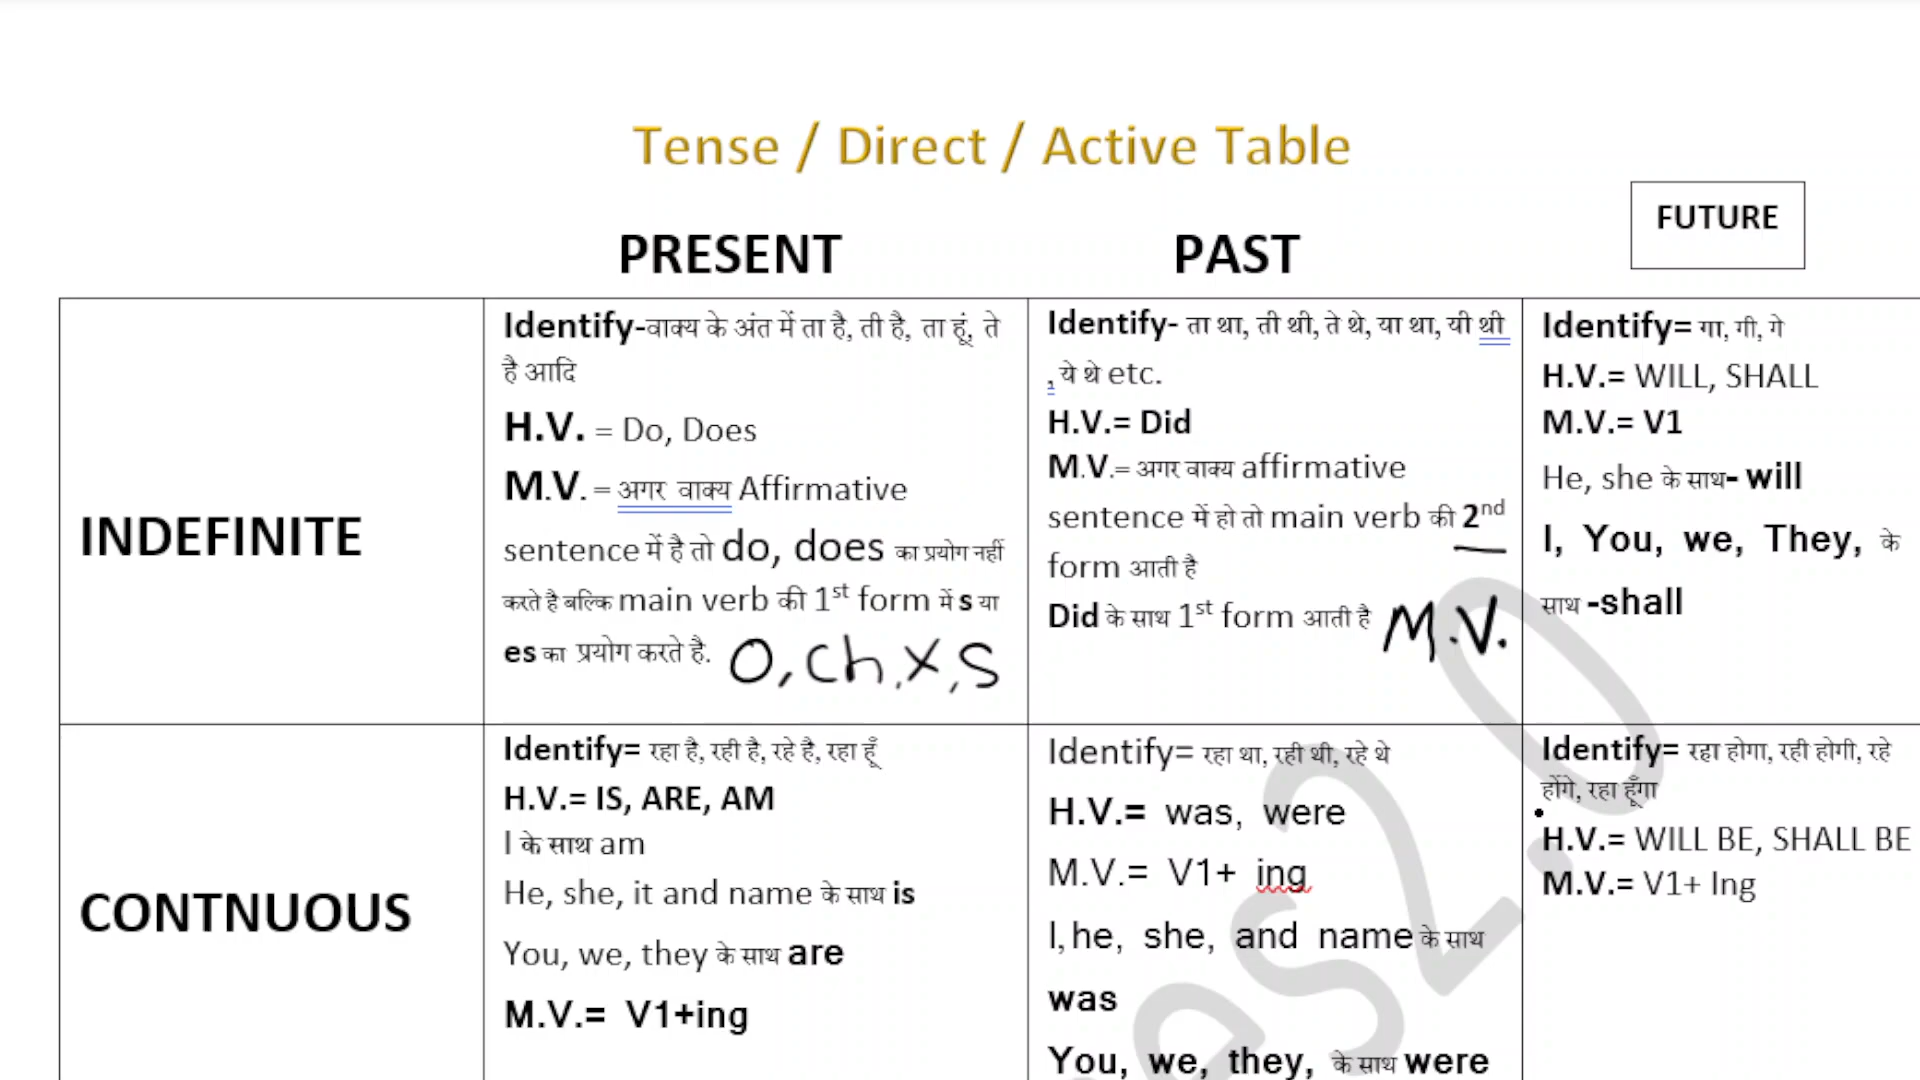 Tense / Direct / Active Table
PRESENT
PAST
FUTURE
INDEFINITE
Identify-वाक्य के अंत में ता है, ती है, ता हूं, ते
है आदि
H.V. = Do, Does
M.V. = अगर वाक्य Affirmative
sentence में है तो do, does का प्रयोग नहीं
करते है बल्कि main verb की 1st form में s या
es का प्रयोग करते है.
O, ch, x, s
Identify- ता था, ती थी, ते थे, या था, यी थी
, ये थे etc.
H.V.= Did
M.V.= अगर वाक्य affirmative
sentence में हो तो main verb की 2nd
form आती है
Did के साथ 1st form आती है
M.V.
Identify= गा, गी, गे
H.V.= WILL, SHALL
M.V.= V1
He, she के साथ- will
I, You, we, They, के
साथ -shall
CONTNUOUS
Identify= रहा है, रही है, रहे है, रहा हूँ
H.V.= IS, ARE, AM
I के साथ am
He, she, it and name के साथ is
You, we, they के साथ are
M.V.= V1+ing
Identify= रहा था, रही थी, रहे थे
H.V.= was, were
M.V.= V1+ ing
I, he, she, and name के साथ
was
You, we, they, के साथ were
Identify= रहा होगा, रही होगी, रहे
होंगे, रहा हूँगा
H.V.= WILL BE, SHALL BE
M.V.= V1+ Ing
es2.0